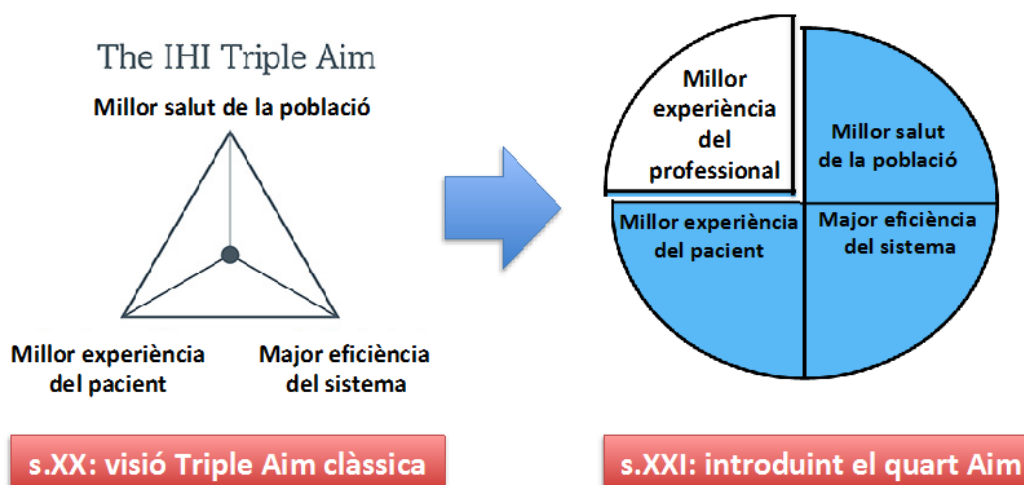 The IHI Triple Aim
Millor salut de la població
Millor experiència
del pacient
Major eficiència
del sistema
s.XX: visió Triple Aim clàssica
Millor
experiència
del
professional
Millor salut
de la població
Millor experiència
del pacient
Major eficiència
del sistema
s.XXI: introduint el quart Aim